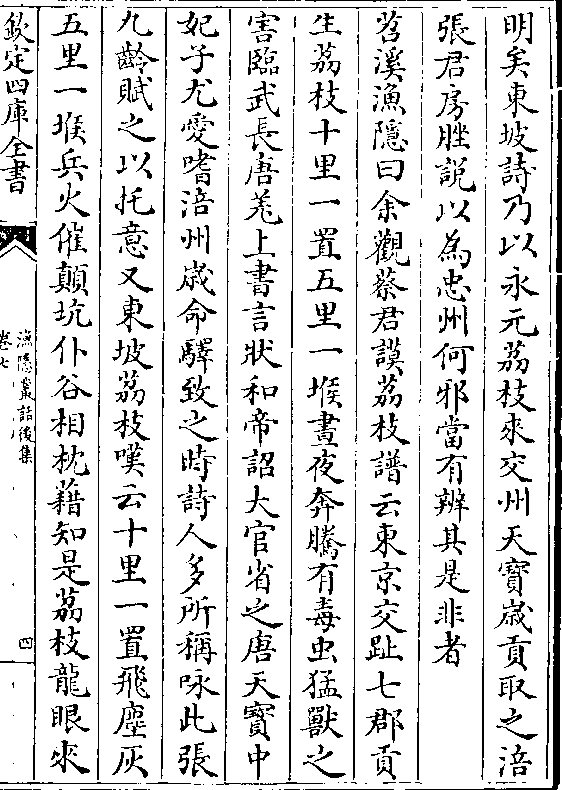 明矣東坡詩乃以永元荔枝來交州天寳歳貢取之涪
張君房脞說以為忠州何邪當有辨其是非者
苕溪漁隱曰余觀蔡君謨荔枝譜云東京交趾七郡貢
生荔枝十里一置五里一堠晝夜奔騰有毒虫猛獸之
害臨武長唐羗上書言狀和帝詔大官省之唐天寳中
妃子尤愛嗜涪州歳命驛致之時詩人多所稱咏此張
九齡賦之以托意又東坡荔枝嘆云十里一置飛塵灰
五里一堠兵火催顛坑仆谷相枕藉知是荔枝龍眼來
欽定四庫全書
漁隱叢話後集
卷七
四